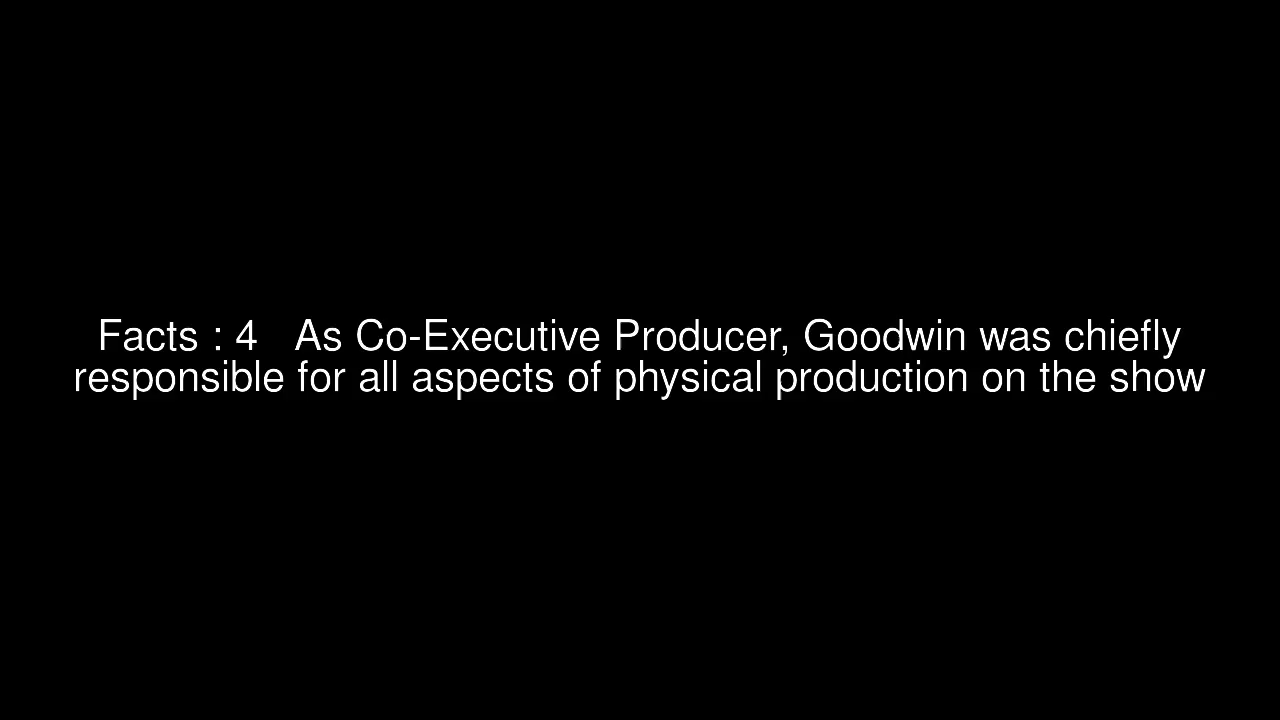 Facts : 4   As Co-Executive Producer, Goodwin was chiefly
responsible for all aspects of physical production on the show